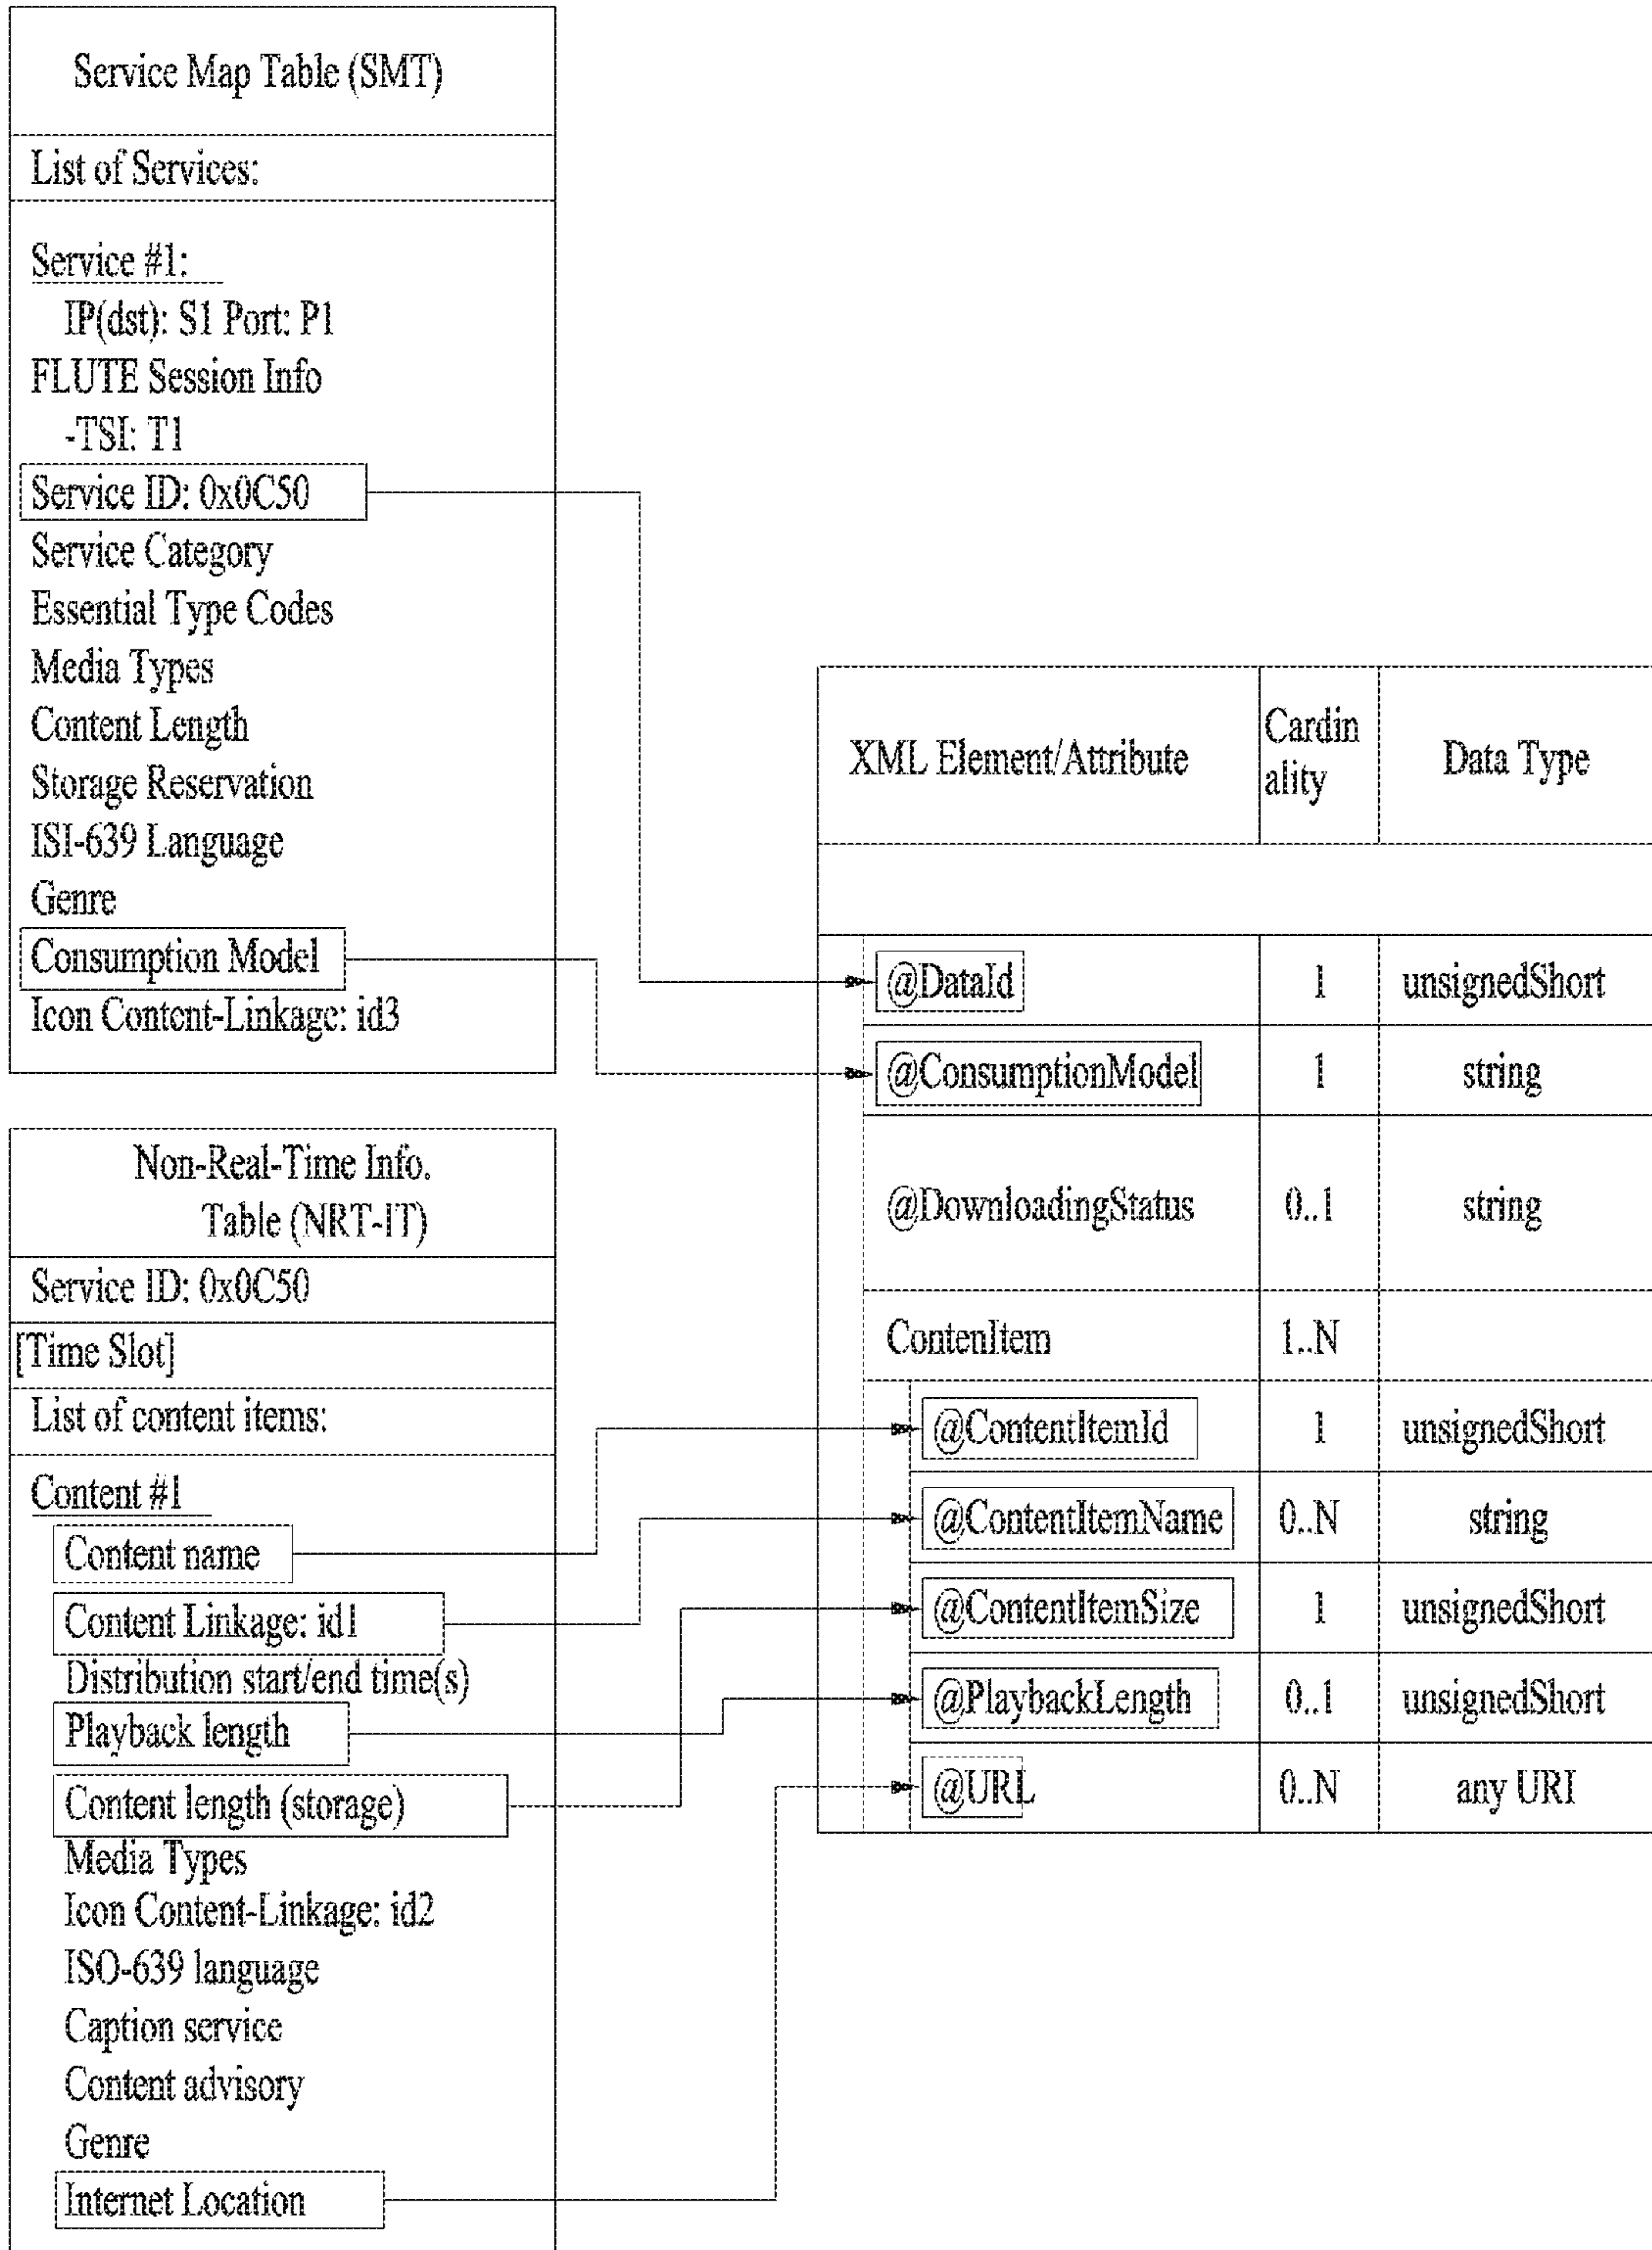 Service Map Table (SMT)
List of Services:
Service #1:
IP(dst): S1 Port: P1
FLUTE Session Info
-TSI: T1
Service ID: 0x0C50
Service Category
Essential Type Codes
Media Types
Content Length
Storage Reservation
ISI-639 Language
Genre
Consumption Model
Icon Content-Linkage: id3
Non-Real-Time Info.
Table (NRT-IT)
Service ID: 0x0C50
[Time Slot]
List of content items:
Content #1
Content name
Content Linkage: id1
Distribution start/end time(s)
Playback length
Content length (storage)
Media Types
Icon Content-Linkage: id2
ISO-639 language
Caption service
Content advisory
Genre
Internet Location
XML Element/Attribute
Cardin
ality
Data Type
@DataId 1 unsignedShort
@ConsumptionModel 1 string
@DownloadingStatus 0..1 string
ContenItem 1..N
@ContentItemId 1 unsignedShort
@ContentItemName 0..N string
@ContentItemSize 1 unsignedShort
@PlaybackLength 0..1 unsignedShort
@URL 0..N any URI